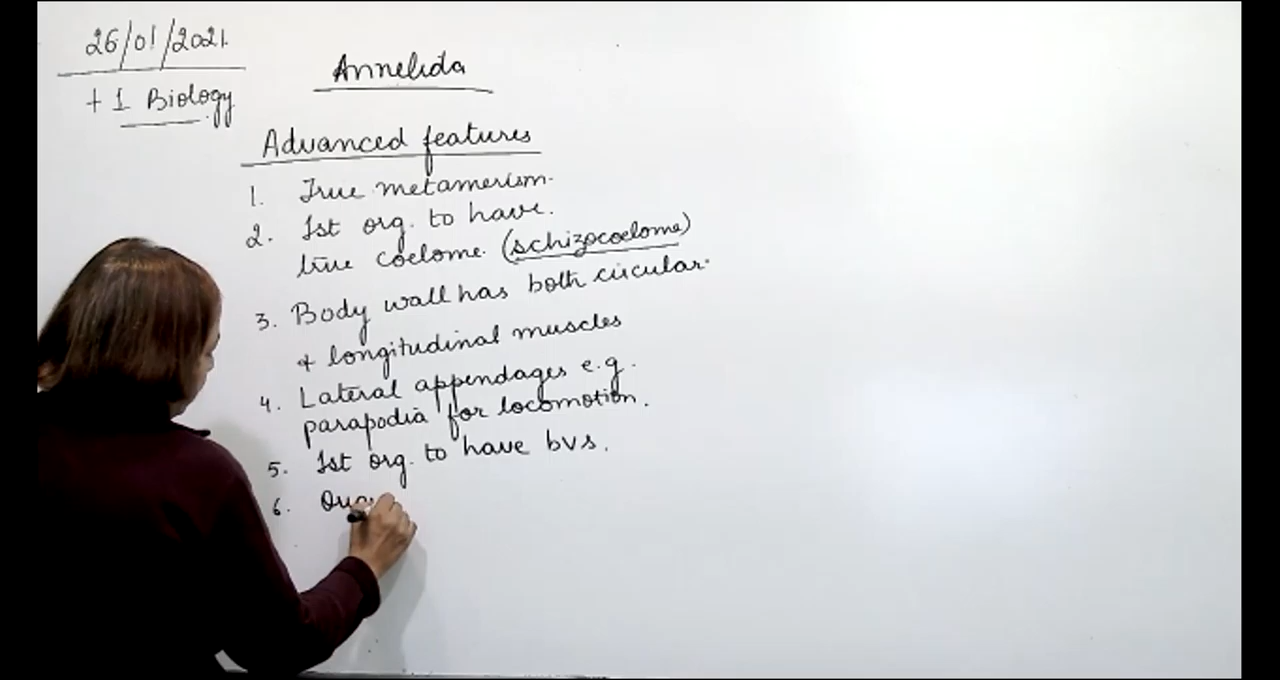 26/01/2021.
+1 Biology
Annelida
Advanced features
1. True metamerism.
2. 1st org. to have.
true coelome. (schizocoelome)
3. Body wall has both circular.
& longitudinal muscles
4. Lateral appendages e.g.
parapodia for locomotion.
5. 1st org. to have bvs.
6.